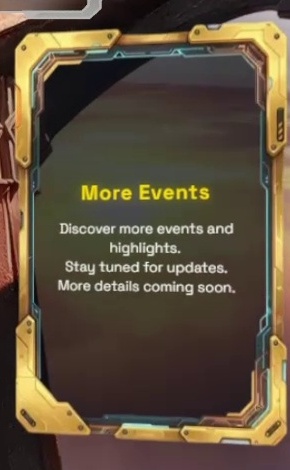 More Events
Discover more events and
highlights.
Stay tuned for updates.
More details coming soon.